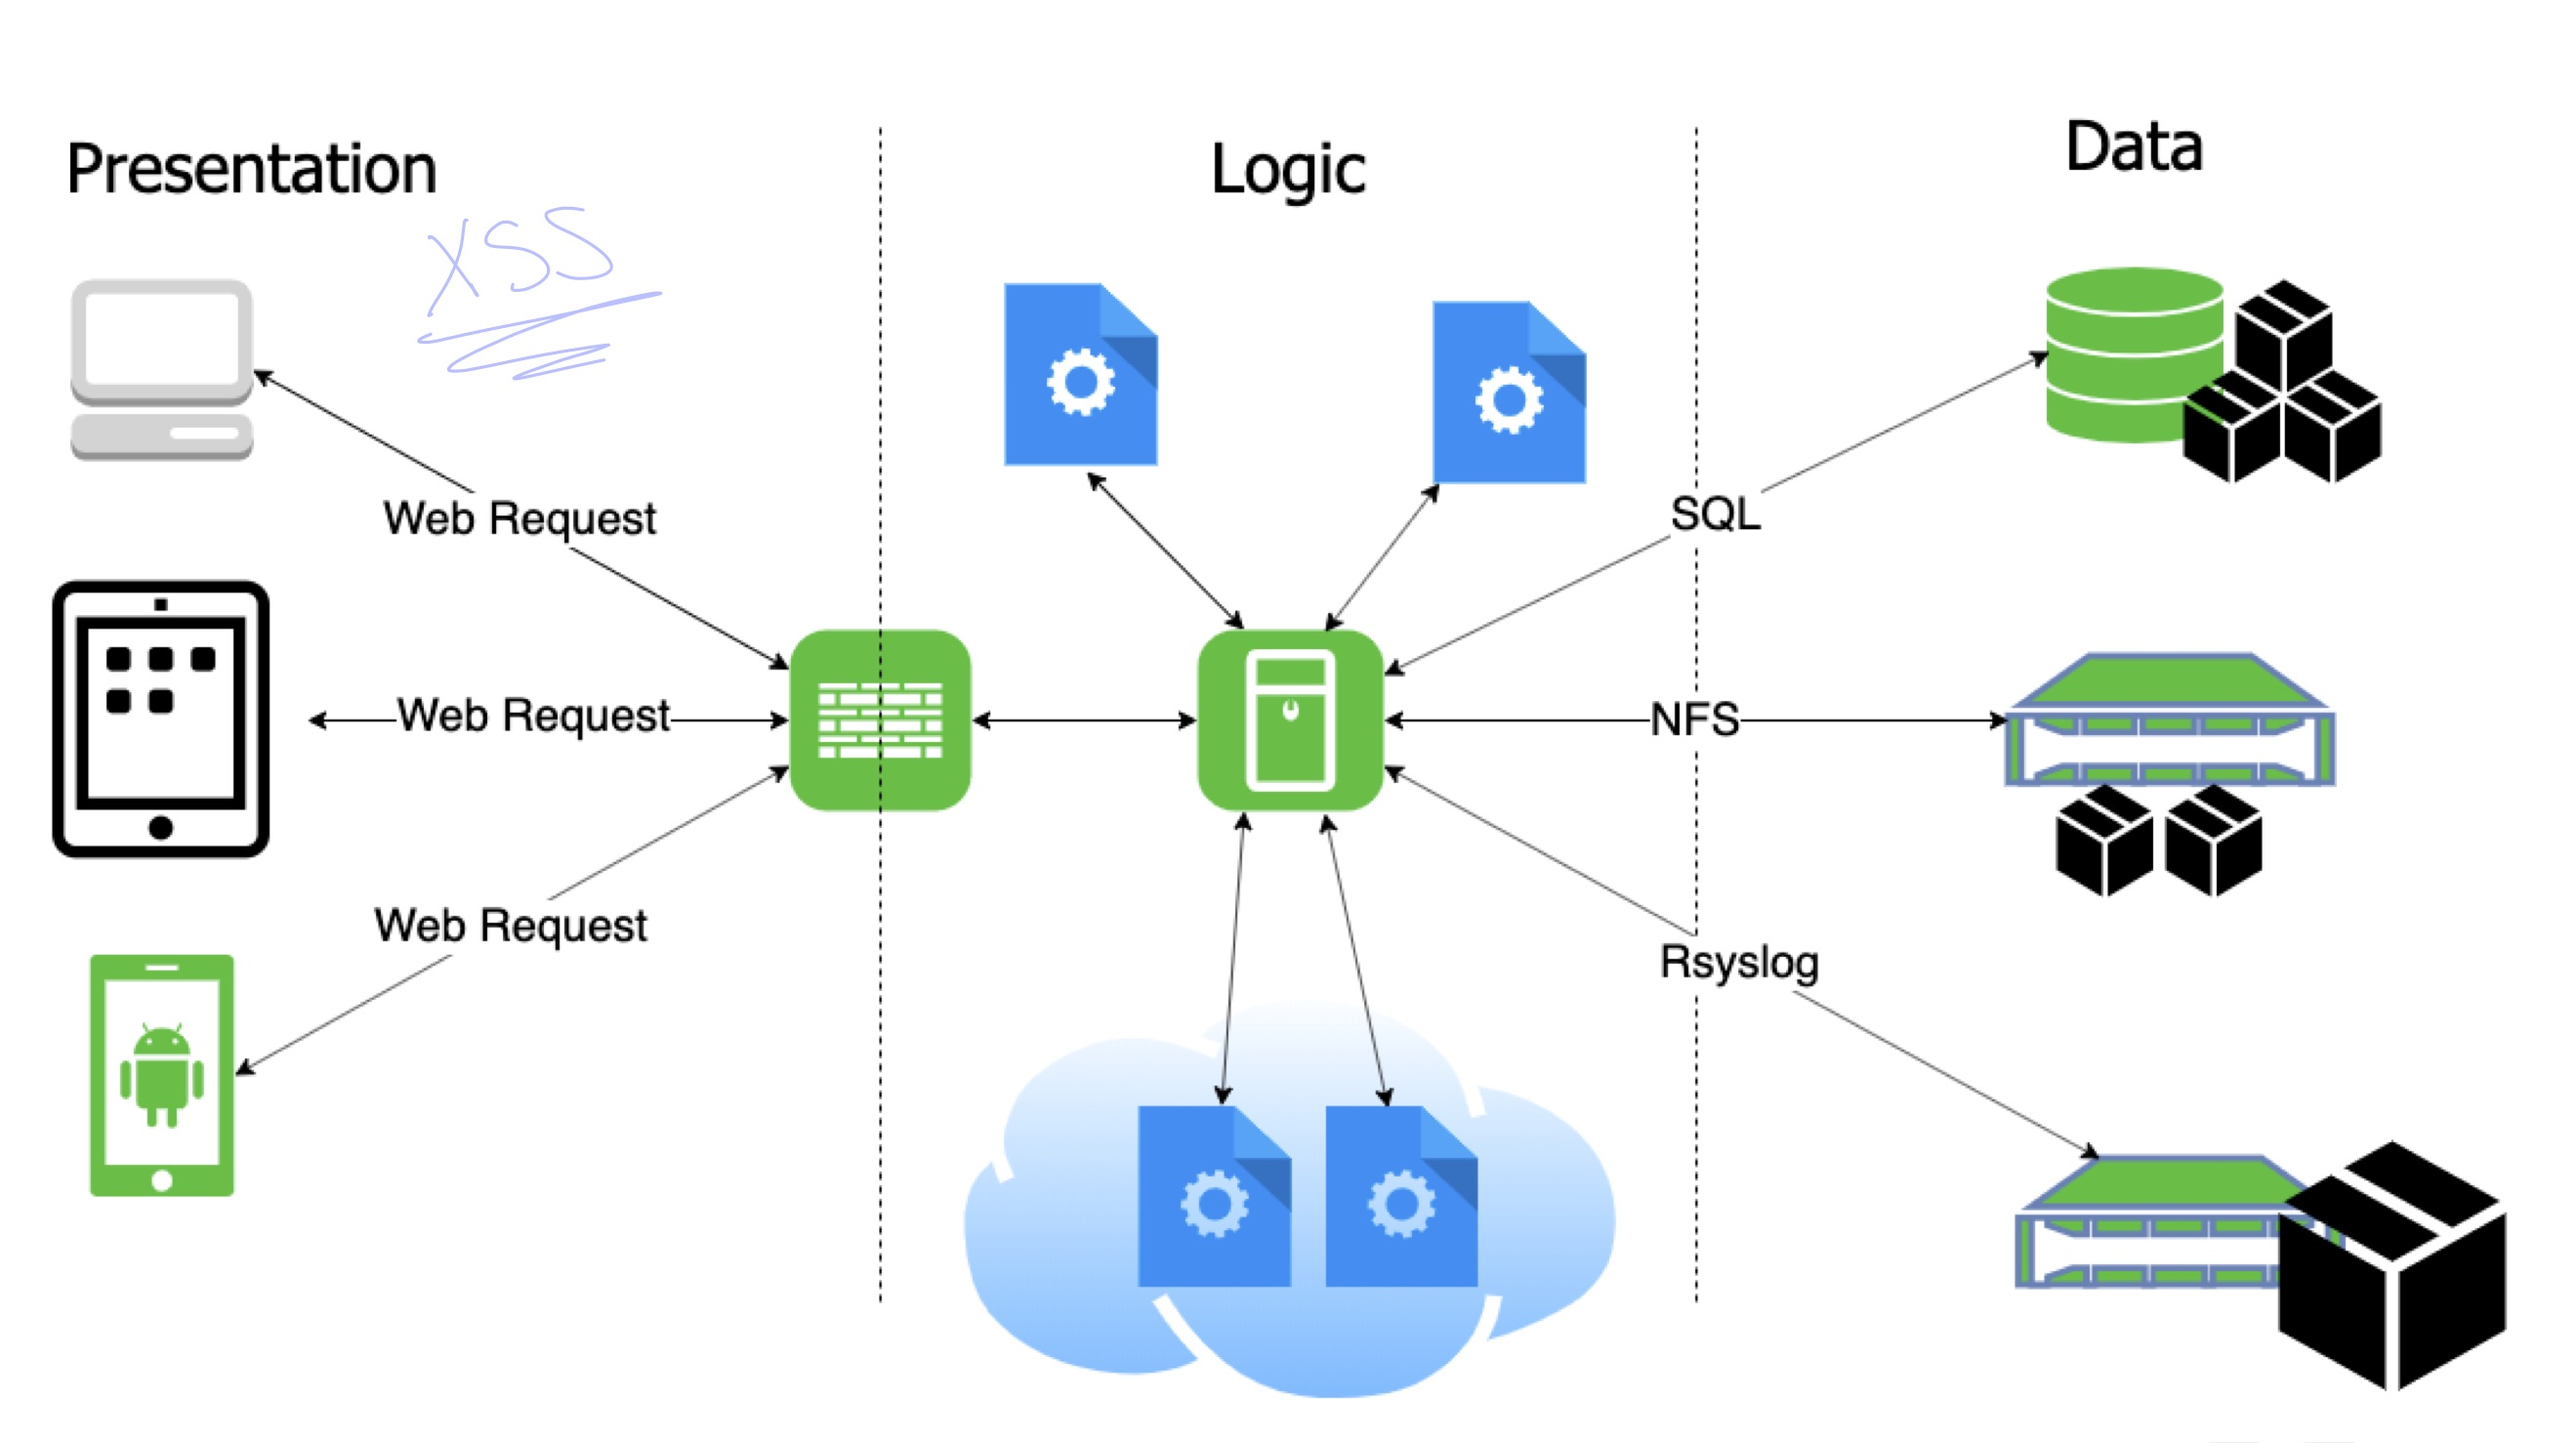 Presentation
Logic
Data
XSS
Web Request
SQL
Web Request
NFS
Web Request
Rsyslog